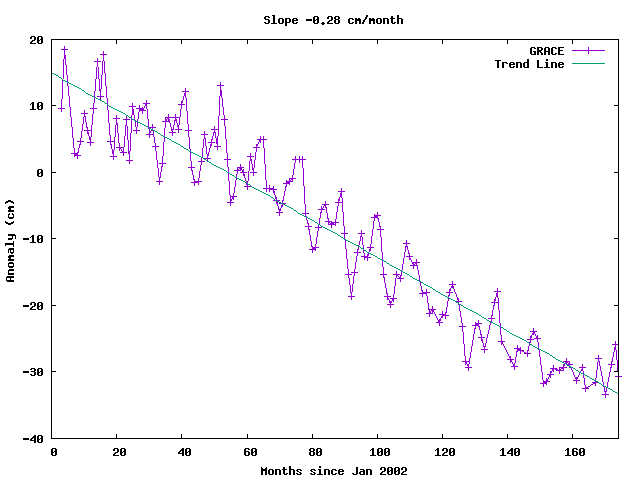 Slope -0.28 cm/month
GRACE
Trend Line
20
10
0
-10
-20
-30
-40
Anomaly (cm)
0 20 40 60 80 100 120 140 160
Months since Jan 2002